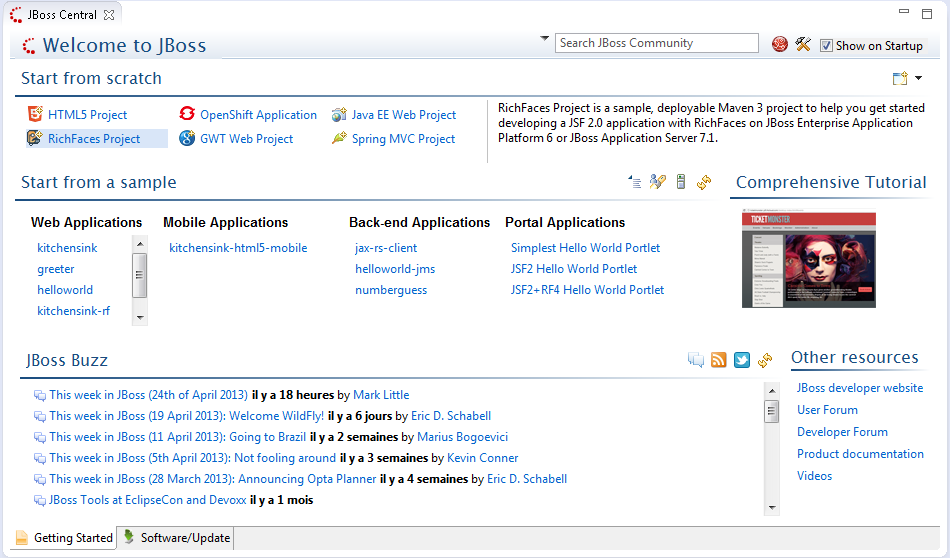 JBoss Central
Welcome to JBoss
Search JBoss Community
Show on Startup
Start from scratch
HTML5 Project
OpenShift Application
Java EE Web Project
RichFaces Project
GWT Web Project
Spring MVC Project
RichFaces Project is a sample, deployable Maven 3 project to help you get started
developing a JSF 2.0 application with RichFaces on JBoss Enterprise Application
Platform 6 or JBoss Application Server 7.1.
Start from a sample
Web Applications
kitchensink
greeter
helloworld
kitchensink-rf
Mobile Applications
kitchensink-html5-mobile
Back-end Applications
jax-rs-client
helloworld-jms
numberguess
Portal Applications
Simplest Hello World Portlet
JSF2 Hello World Portlet
JSF2+RF4 Hello World Portlet
Comprehensive Tutorial
TICKETMONSTER
JBoss Buzz
This week in JBoss (24th of April 2013) il y a 18 heures by Mark Little
This week in JBoss (19 April 2013): Welcome WildFly! il y a 6 jours by Eric D. Schabell
This week in JBoss (11 April 2013): Going to Brazil il y a 2 semaines by Marius Bogoevici
This week in JBoss (5th April 2013): Not fooling around il y a 3 semaines by Kevin Conner
This week in JBoss (28 March 2013): Announcing Opta Planner il y a 4 semaines by Eric D. Schabell
JBoss Tools at EclipseCon and Devoxx il y a 1 mois
Other resources
JBoss developer website
User Forum
Developer Forum
Product documentation
Videos
Getting Started
Software/Update